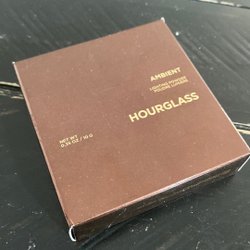 AMBIENT
LIGHTING POWDER
POUDRE LUMIÈRE
HOURGLASS
NET WT
0.35 OZ / 10 G